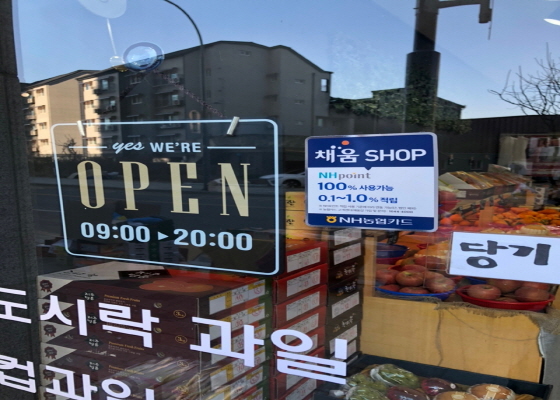 yes WE'RE
OPEN
09:00 ▸ 20:00
채움 SHOP
NHpoint
100% 사용가능
0.1~1.0% 적립
NH농협카드
당기
도시락 과일
컵과일